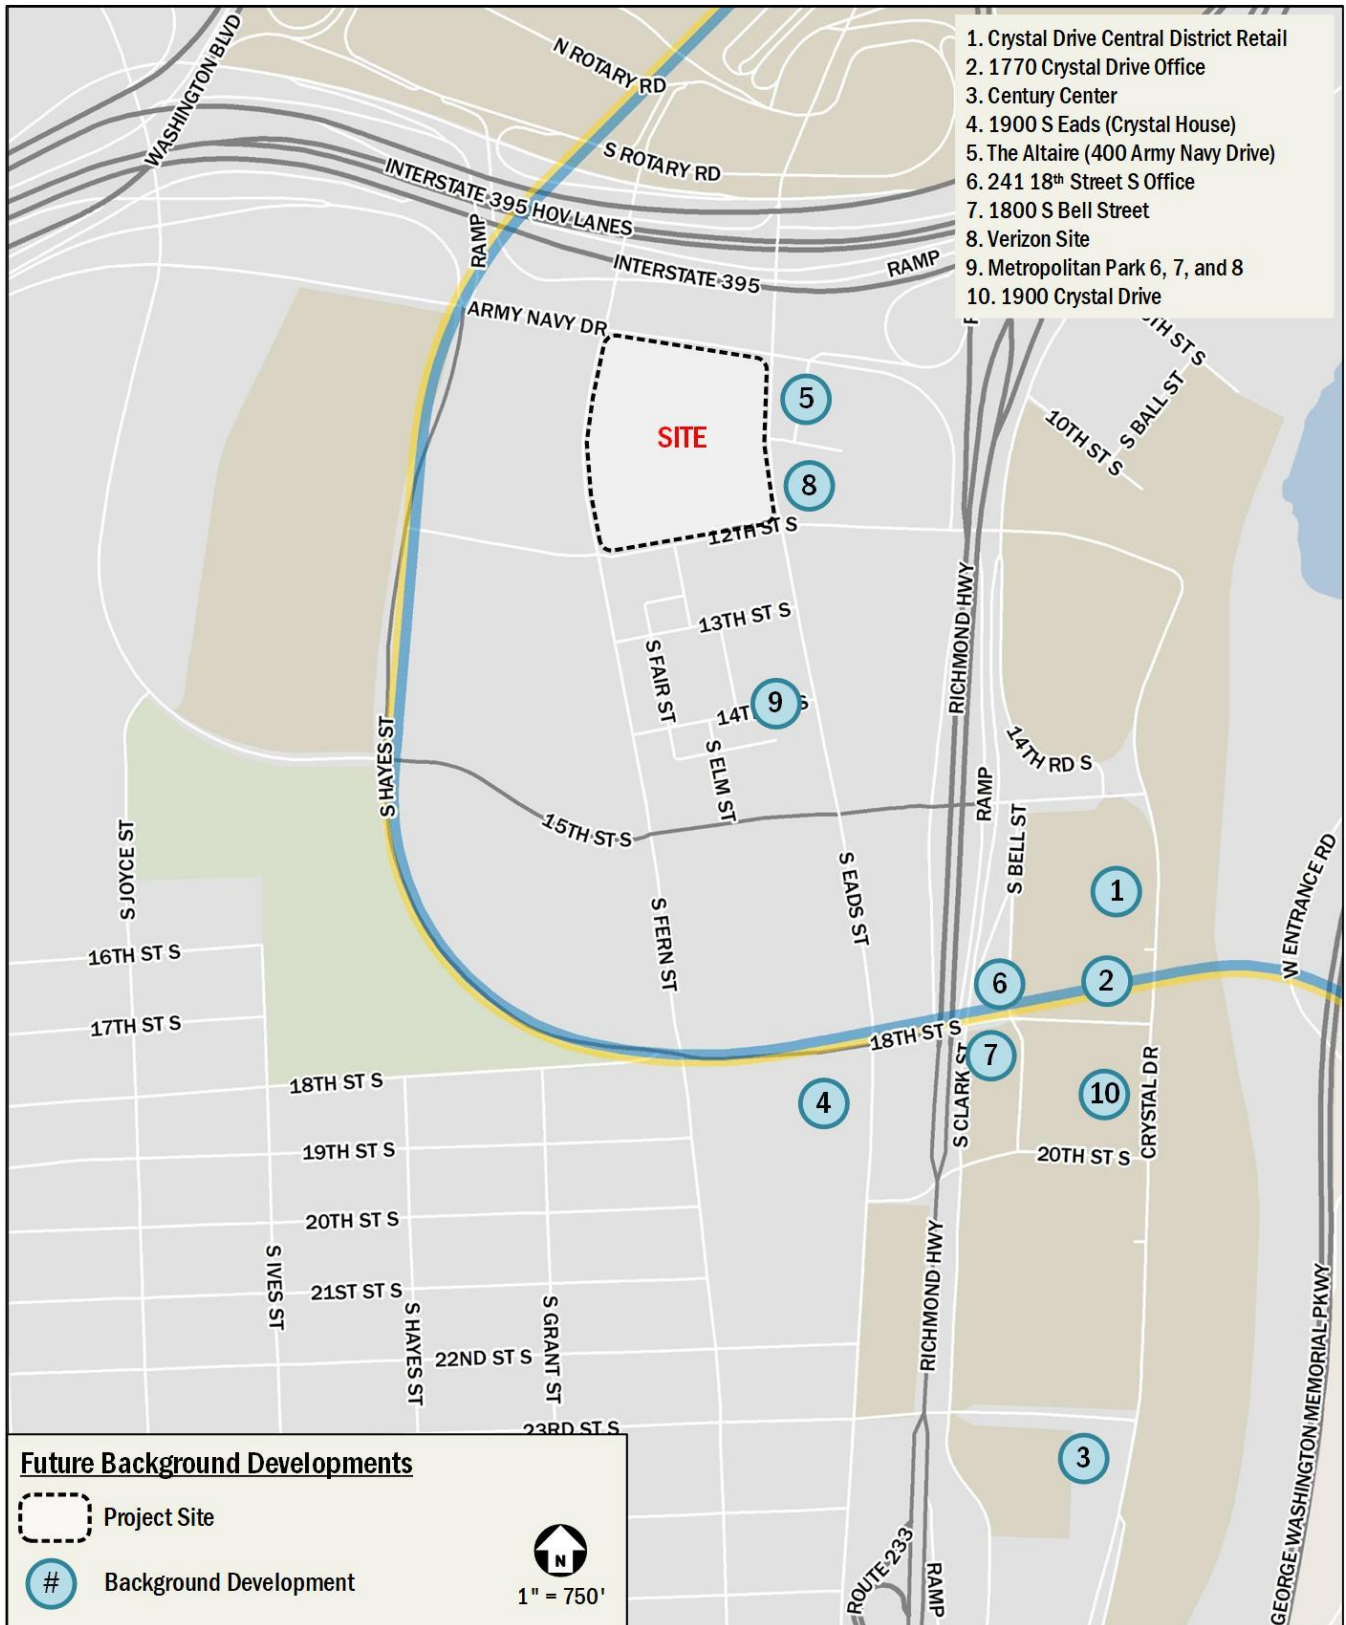 WASHINGTON BLVD
N ROTARY RD
S ROTARY RD
INTERSTATE 395 HOV LANES
RAMP
INTERSTATE 395
RAMP
ARMY NAVY DR
1. Crystal Drive Central District Retail
2. 1770 Crystal Drive Office
3. Century Center
4. 1900 S Eads (Crystal House)
5. The Altaire (400 Army Navy Drive)
6. 241 18th Street S Office
7. 1800 S Bell Street
8. Verizon Site
9. Metropolitan Park 6, 7, and 8
10. 1900 Crystal Drive
TH ST S
S BALL ST
10TH ST S
5
SITE
8
12TH ST S
RICHMOND HWY
13TH ST S
S FAIR ST
9
14T
S
S ELM ST
14TH RD S
S HAYES ST
15TH ST S
RAMP
S BELL ST
S JOYCE ST
S EADS ST
1
W ENTRANCE RD
S FERN ST
16TH ST S
6
2
17TH ST S
18TH ST S
7
S CLARK ST
18TH ST S
4
10
CRYSTAL DR
19TH ST S
20TH ST S
20TH ST S
S IVES ST
21ST ST S
S HAYES ST
S GRANT ST
22ND ST S
RICHMOND HWY
23RD ST S
3
GEORGE WASHINGTON MEMORIAL PKWY
ROUTE 233
RAMP
Future Background Developments
Project Site
# Background Development
N
1" = 750'